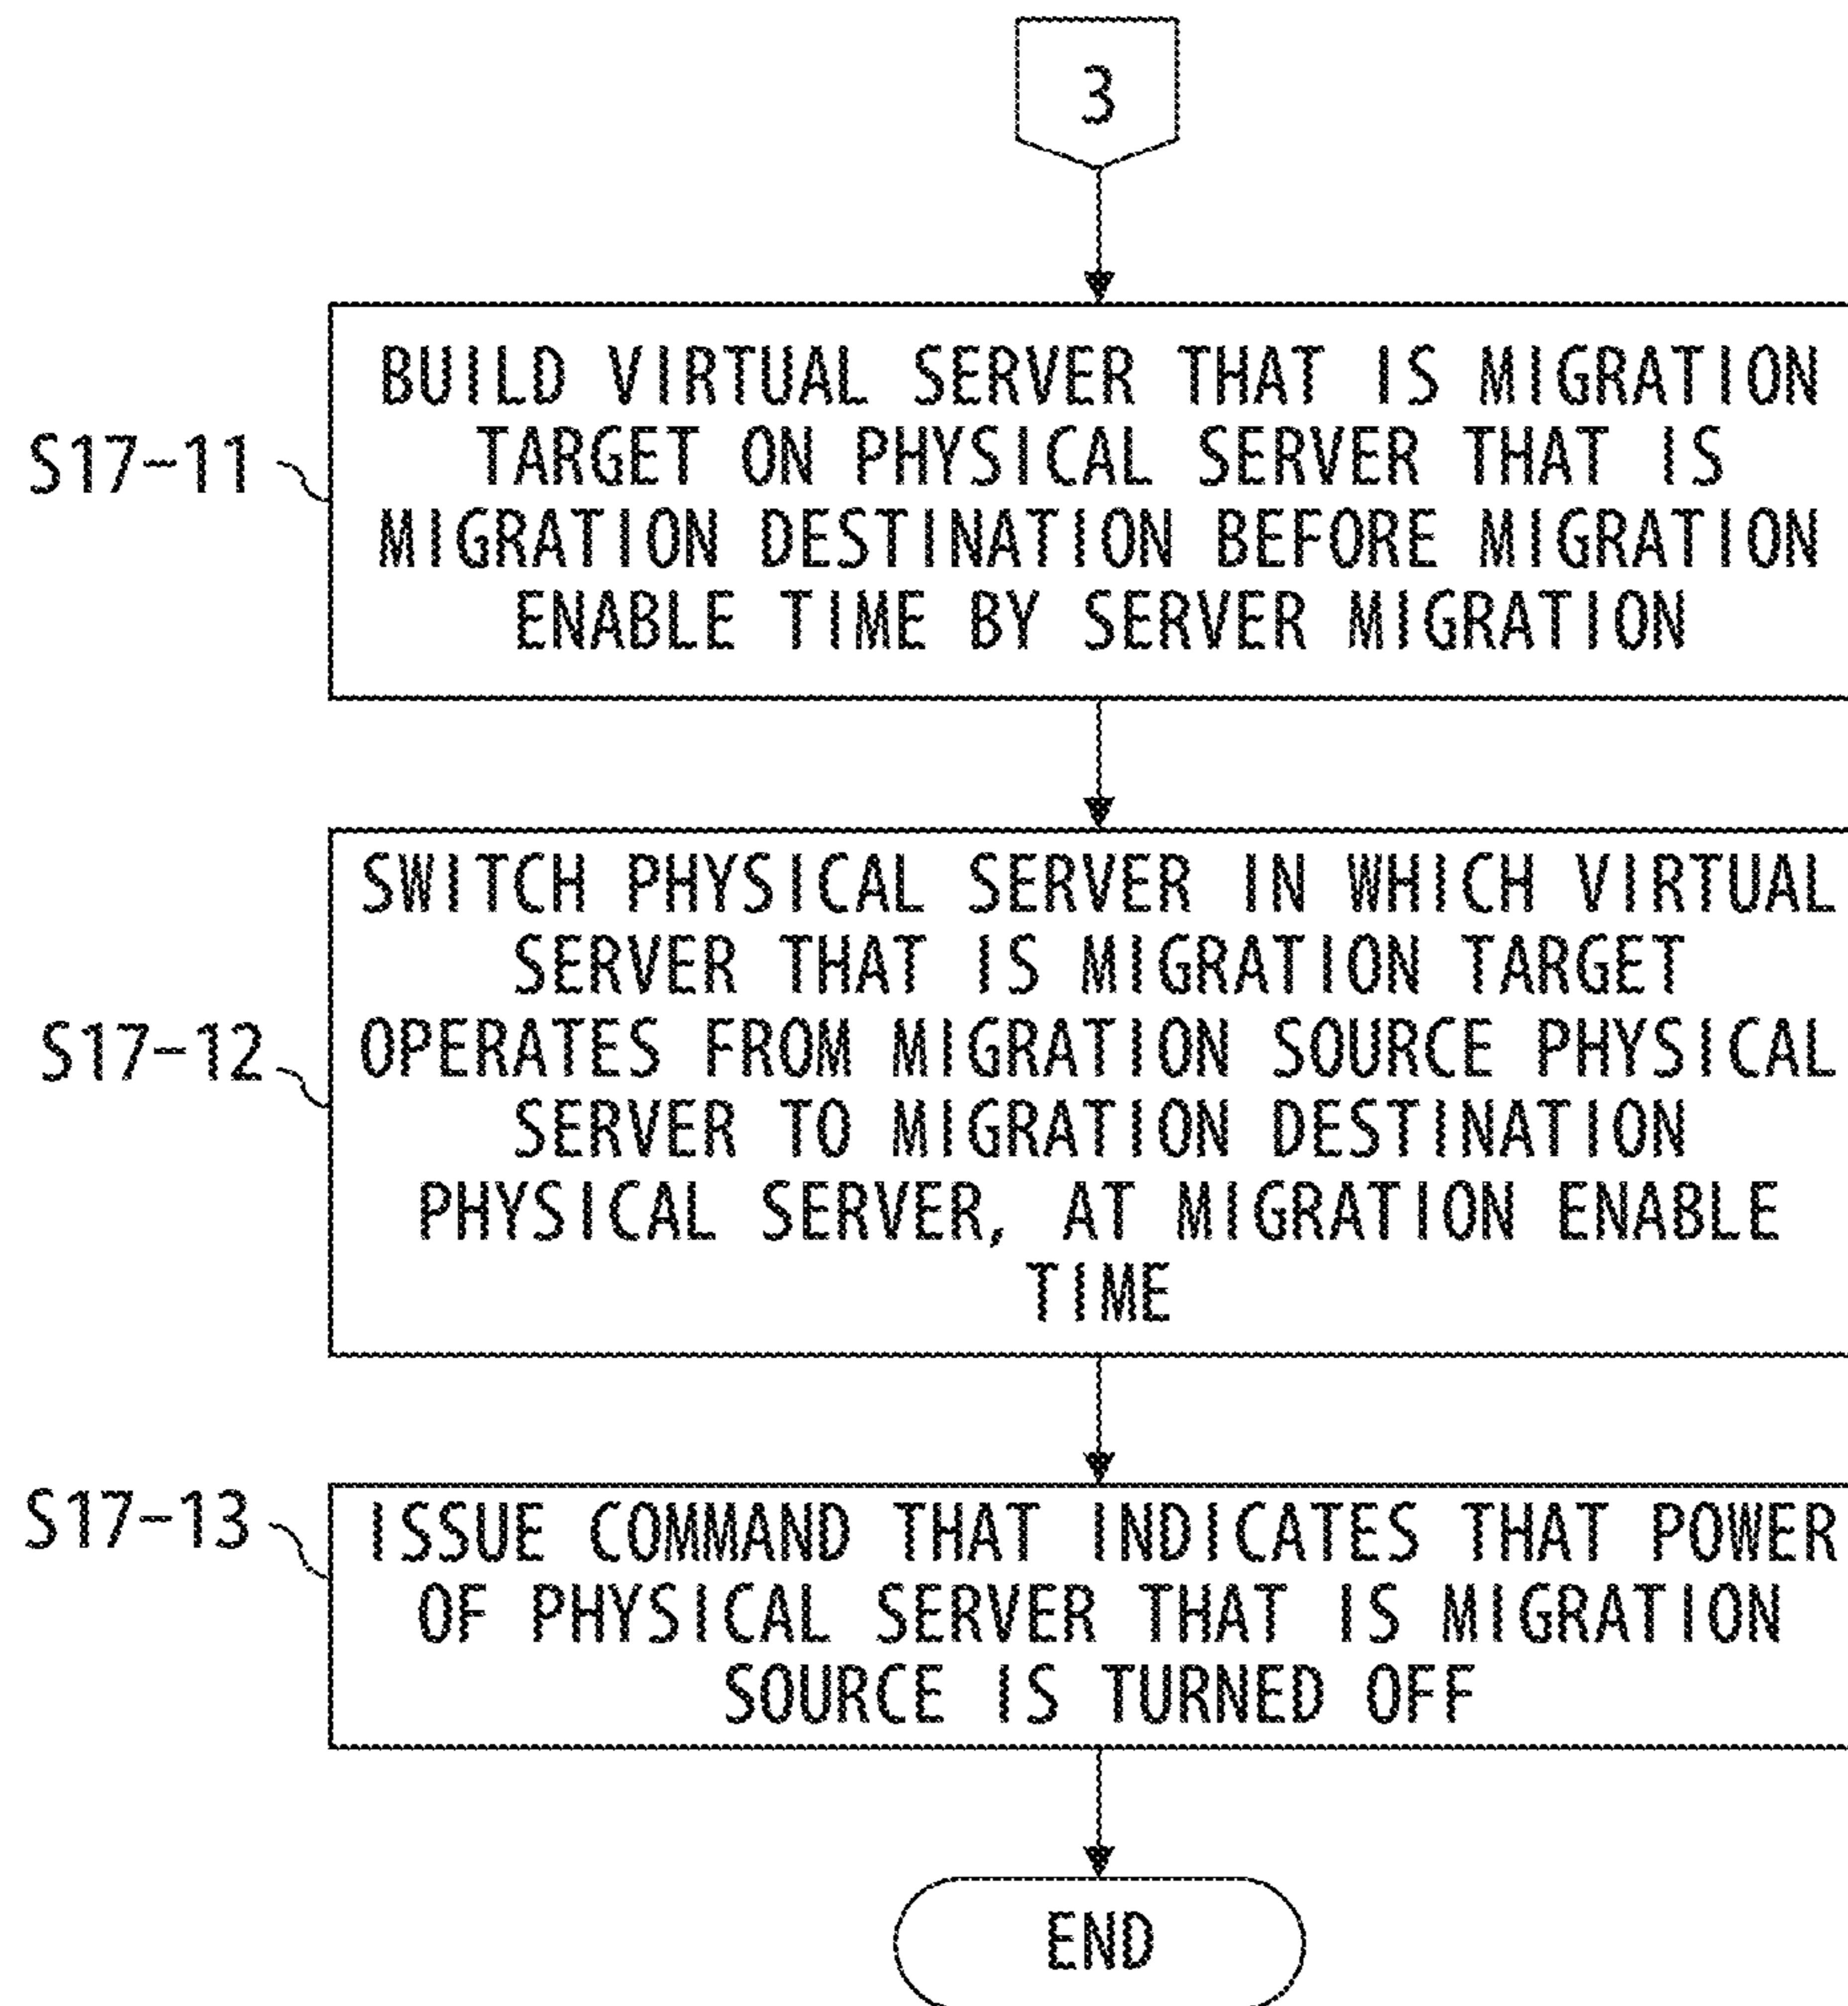 3
S17-11
BUILD VIRTUAL SERVER THAT IS MIGRATION
TARGET ON PHYSICAL SERVER THAT IS
MIGRATION DESTINATION BEFORE MIGRATION
ENABLE TIME BY SERVER MIGRATION
S17-12
SWITCH PHYSICAL SERVER IN WHICH VIRTUAL
SERVER THAT IS MIGRATION TARGET
OPERATES FROM MIGRATION SOURCE PHYSICAL
SERVER TO MIGRATION DESTINATION
PHYSICAL SERVER, AT MIGRATION ENABLE
TIME
S17-13
ISSUE COMMAND THAT INDICATES THAT POWER
OF PHYSICAL SERVER THAT IS MIGRATION
SOURCE IS TURNED OFF
END